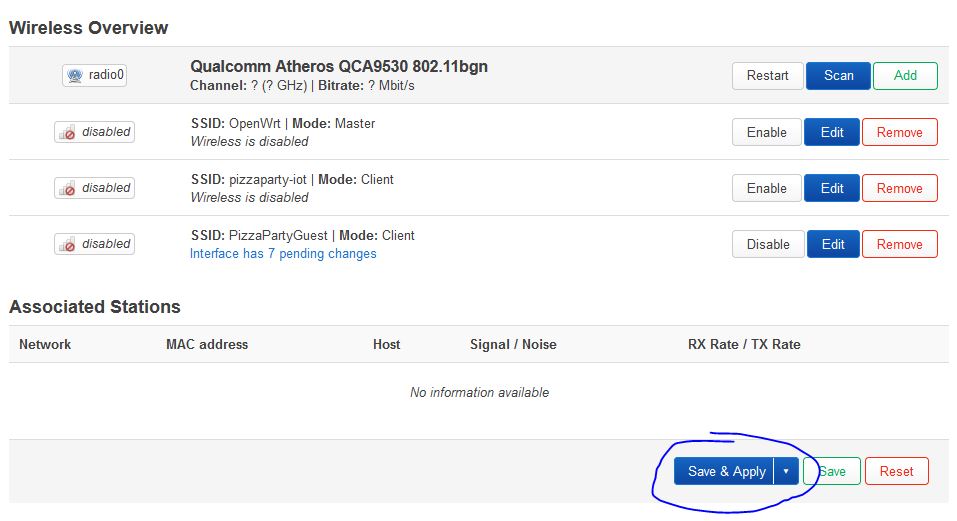 Wireless Overview
radio0
Qualcomm Atheros QCA9530 802.11bgn
Channel: ? (? GHz) | Bitrate: ? Mbit/s
Restart Scan Add
disabled
SSID: OpenWrt | Mode: Master
Wireless is disabled
Enable Edit Remove
disabled
SSID: pizzaparty-iot | Mode: Client
Wireless is disabled
Enable Edit Remove
disabled
SSID: PizzaPartyGuest | Mode: Client
Interface has 7 pending changes
Disable Edit Remove
Associated Stations
Network MAC address Host Signal / Noise RX Rate / TX Rate
No information available
Save & Apply Save Reset